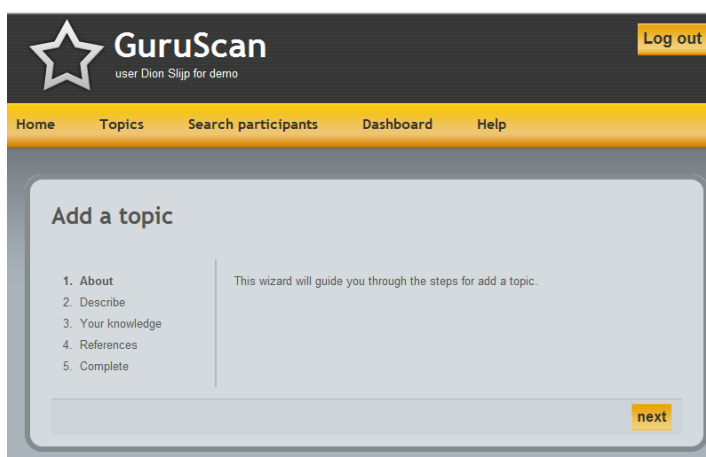 GuruScan
Log out
user Dion Slijp for demo
Home Topics Search participants Dashboard Help
Add a topic
1. About
2. Describe
3. Your knowledge
4. References
5. Complete
This wizard will guide you through the steps for add a topic.
next